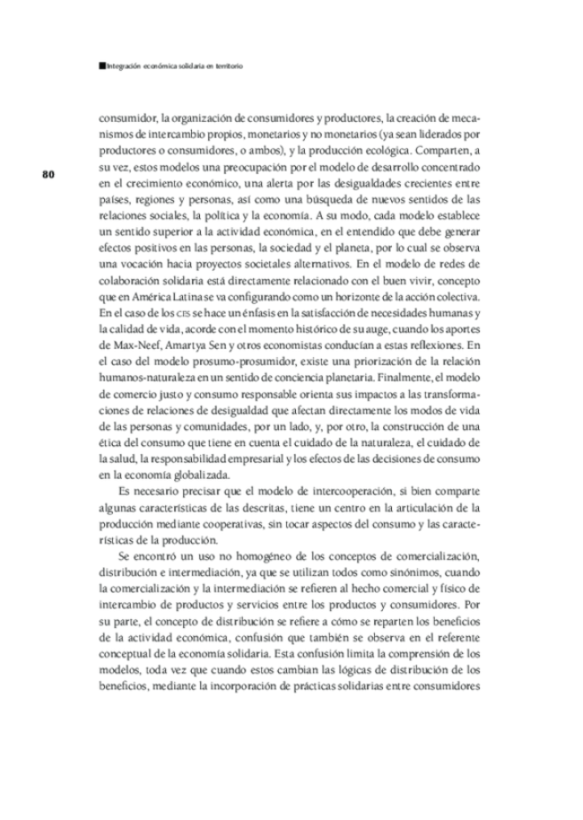 Integración económica solidaria en territorio
consumidor, la organización de consumidores y productores, la creación de meca-
nismos de intercambio propios, monetarios y no monetarios (ya sean liderados por
productores o consumidores, o ambos), y la producción ecológica. Comparten, a
80
su vez, estos modelos una preocupación por el modelo de desarrollo concentrado
en el crecimiento económico, una alerta por las desigualdades crecientes entre
países, regiones y personas, así como una búsqueda de nuevos sentidos de las
relaciones sociales, la política y la economía. A su modo, cada modelo establece
un sentido superior a la actividad económica, en el entendido que debe generar
efectos positivos en las personas, la sociedad y el planeta, por lo cual se observa
una vocación hacia proyectos societales alternativos. En el modelo de redes de
colaboración solidaria está directamente relacionado con el buen vivir, concepto
que en América Latina se va configurando como un horizonte de la acción colectiva.
En el caso de los CES se hace un énfasis en la satisfacción de necesidades humanas y
la calidad de vida, acorde con el momento histórico de su auge, cuando los aportes
de Max-Neef, Amartya Sen y otros economistas conducían a estas reflexiones. En
el caso del modelo prosumo-prosumidor, existe una priorización de la relación
humanos-naturaleza en un sentido de conciencia planetaria. Finalmente, el modelo
de comercio justo y consumo responsable orienta sus impactos a las transforma-
ciones de relaciones de desigualdad que afectan directamente los modos de vida
de las personas y comunidades, por un lado, y, por otro, la construcción de una
ética del consumo que tiene en cuenta el cuidado de la naturaleza, el cuidado de
la salud, la responsabilidad empresarial y los efectos de las decisiones de consumo
en la economía globalizada.
Es necesario precisar que el modelo de intercooperación, si bien comparte
algunas características de las descritas, tiene un centro en la articulación de la
producción mediante cooperativas, sin tocar aspectos del consumo y las caracte-
rísticas de la producción.
Se encontró un uso no homogéneo de los conceptos de comercialización,
distribución e intermediación, ya que se utilizan todos como sinónimos, cuando
la comercialización y la intermediación se refieren al hecho comercial y físico de
intercambio de productos y servicios entre los productos y consumidores. Por
su parte, el concepto de distribución se refiere a cómo se reparten los beneficios
de la actividad económica, confusión que también se observa en el referente
conceptual de la economía solidaria. Esta confusión limita la comprensión de los
modelos, toda vez que cuando estos cambian las lógicas de distribución de los
beneficios, mediante la incorporación de prácticas solidarias entre consumidores